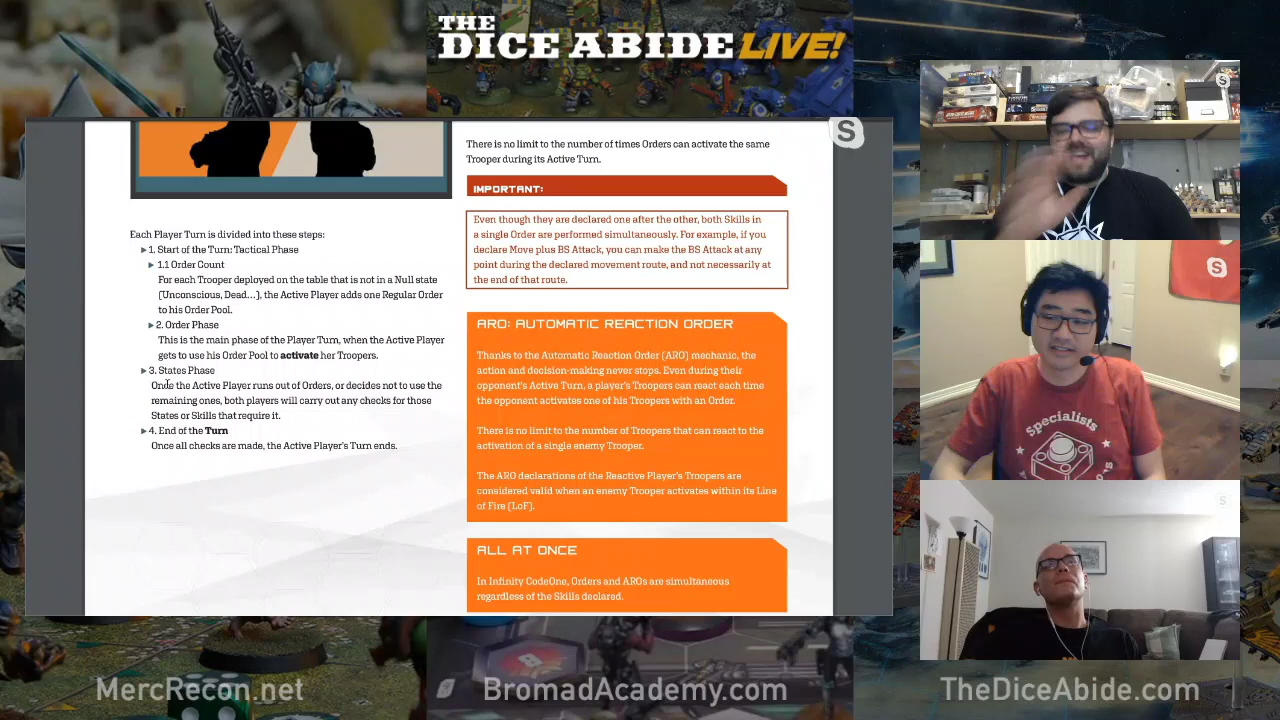 THE
DICE ABIDE LIVE!
Each Player Turn is divided into these steps:
1. Start of the Turn: Tactical Phase
1.1 Order Count
For each Trooper deployed on the table that is not in a Null state
(Unconscious, Dead...), the Active Player adds one Regular Order
to his Order Pool.
2. Order Phase
This is the main phase of the Player Turn, when the Active Player
gets to use his Order Pool to activate her Troopers.
3. States Phase
Once the Active Player runs out of Orders, or decides not to use the
remaining ones, both players will carry out any checks for those
States or Skills that require it.
4. End of the Turn
Once all checks are made, the Active Player's Turn ends.
There is no limit to the number of times Orders can activate the same
Trooper during its Active Turn.
IMPORTANT:
Even though they are declared one after the other, both Skills in
a single Order are performed simultaneously. For example, if you
declare Move plus BS Attack, you can make the BS Attack at any
point during the declared movement route, and not necessarily at
the end of that route.
ARO: AUTOMATIC REACTION ORDER
Thanks to the Automatic Reaction Order (ARO) mechanic, the
action and decision-making never stops. Even during their
opponent's Active Turn, a player's Troopers can react each time
the opponent activates one of his Troopers with an Order.
There is no limit to the number of Troopers that can react to the
activation of a single enemy Trooper.
The ARO declarations of the Reactive Player's Troopers are
considered valid when an enemy Trooper activates within its Line
of Fire (LoF).
ALL AT ONCE
In Infinity CodeOne, Orders and AROs are simultaneous
regardless of the Skills declared.
S
S
S
S
Specialists
MercRecon.net
BromadAcademy.com
TheDiceAbide.com